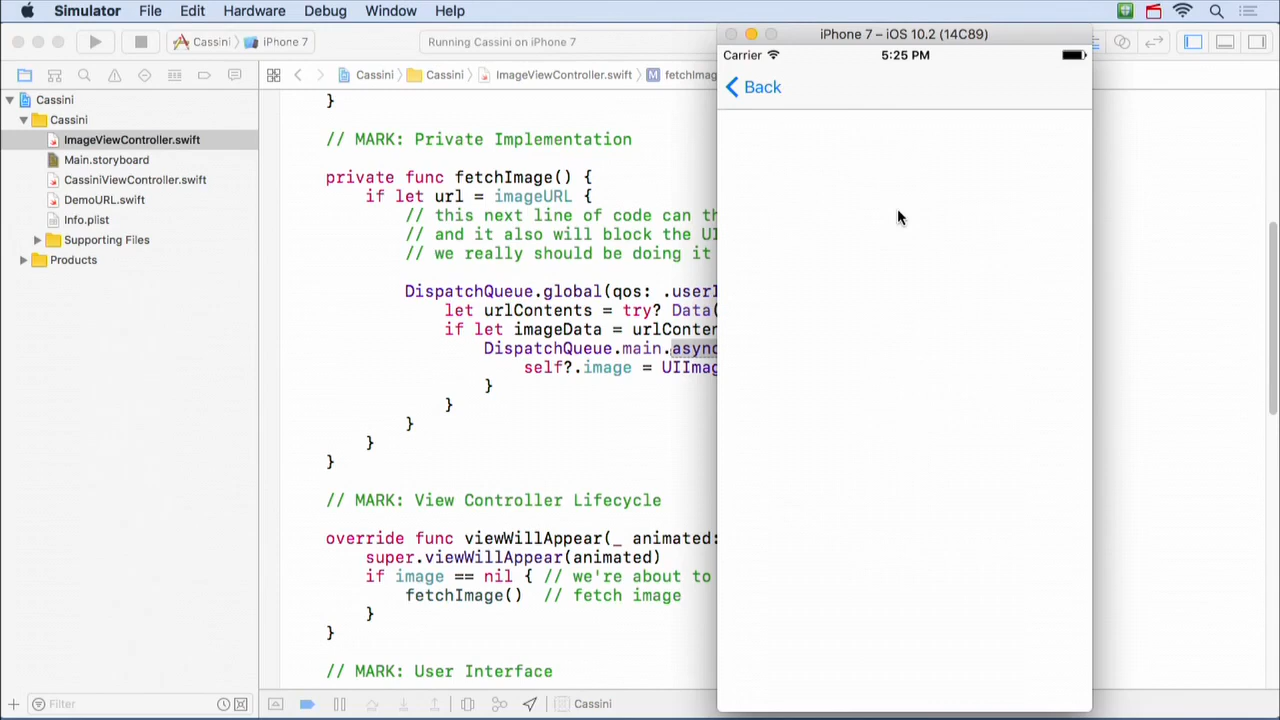 Simulator File Edit Hardware Debug Window Help
Cassini iPhone 7 Running Cassini on iPhone 7
iPhone 7 – iOS 10.2 (14C89)
Carrier 5:25 PM
Back
Cassini Cassini ImageViewController.swift M
Cassini
Cassini
ImageViewController.swift
Main.storyboard
CassiniViewController.swift
DemoURL.swift
Info.plist
Supporting Files
Products
}
// MARK: Private Implementation
private func fetchImage() {
if let url = imageURL {
// this next line of code can
// and it also will block the
// we really should be doing it
DispatchQueue.global(qos:
let urlContents = try? Data(
if let imageData =
DispatchQueue.main.async
self?.image =
}
}
}
}
}
// MARK: View Controller Lifecycle
override func viewWillAppear(_ animated:
super.viewWillAppear(animated)
if image == nil { // we're about to
fetchImage() // fetch image
}
}
// MARK: User Interface
Filter
Cassini